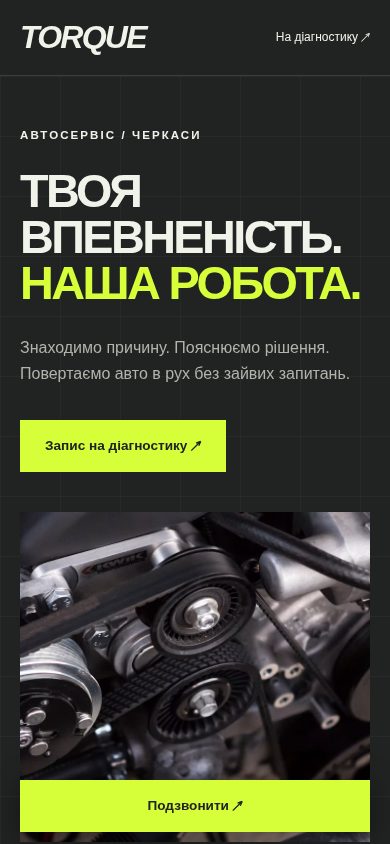 TORQUE
На діагностику ↗
АВТОСЕРВІС / ЧЕРКАСИ
ТВОЯ
ВПЕВНЕНІСТЬ.
НАША РОБОТА.
Знаходимо причину. Пояснюємо рішення.
Повертаємо авто в рух без зайвих запитань.
Запис на діагностику ↗
Подзвонити ↗